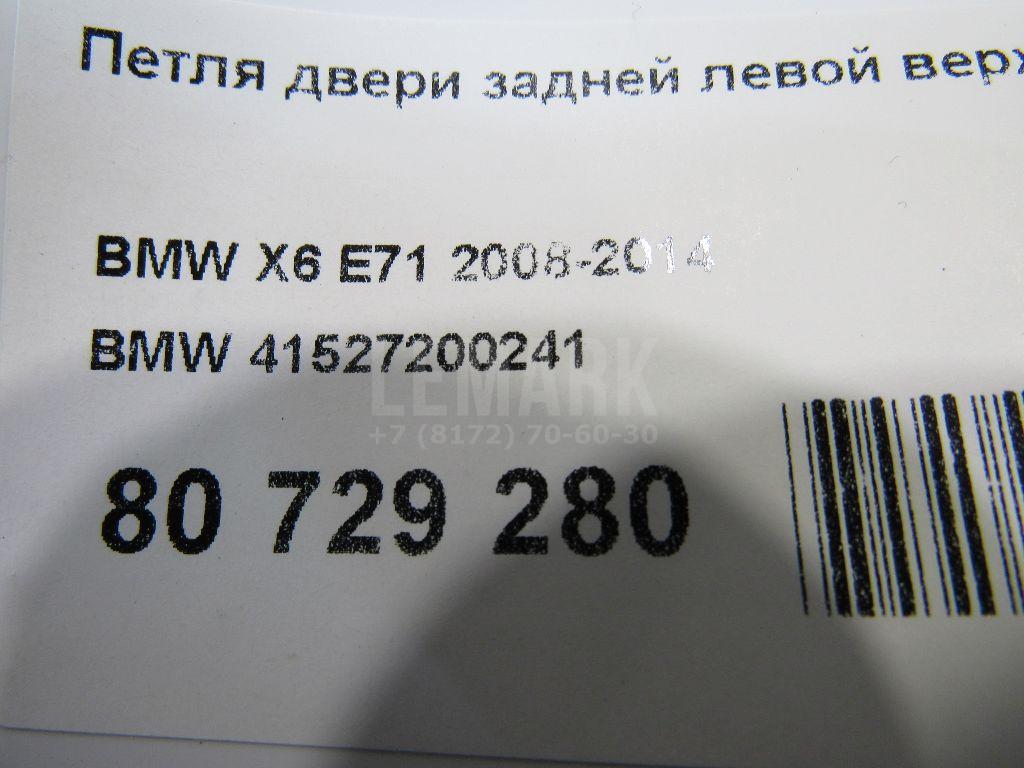 Петля двери задней левой верх
BMW X6 E71 2008-2014
BMW 41527200241
LEMARK
+7 (8172) 70-60-30
80 729 280